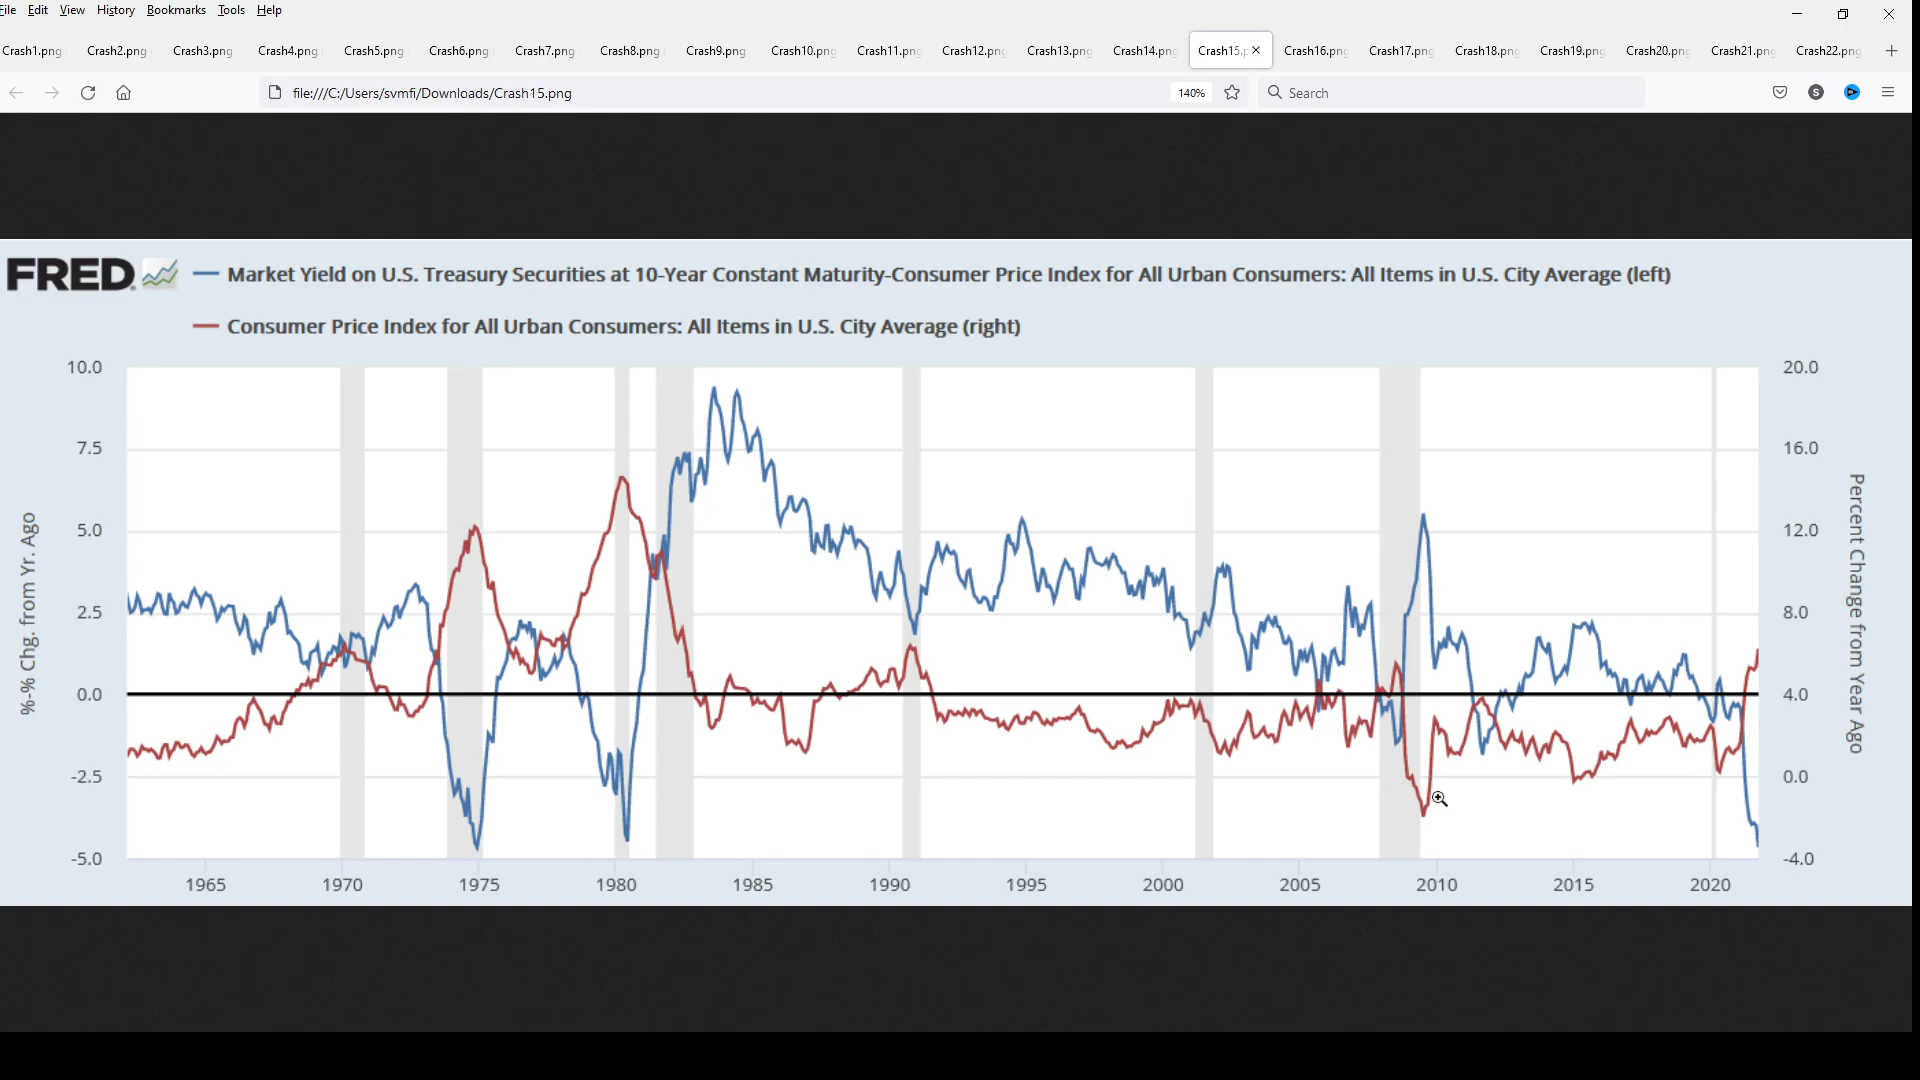 File Edit View History Bookmarks Tools Help
Crash1.png Crash2.png Crash3.png Crash4.png Crash5.png Crash6.png Crash7.png Crash8.png Crash9.png Crash10.png Crash11.png Crash12.png Crash13.png Crash14.png Crash15.p Crash16.png Crash17.png Crash18.png Crash19.png Crash20.png Crash21.png Crash22.png
file:///C:/Users/svmfi/Downloads/Crash15.png 140% Search S
FRED Market Yield on U.S. Treasury Securities at 10-Year Constant Maturity-Consumer Price Index for All Urban Consumers: All Items in U.S. City Average (left)
Consumer Price Index for All Urban Consumers: All Items in U.S. City Average (right)
10.0 20.0
7.5 16.0
5.0 12.0
2.5 8.0
0.0 4.0
-2.5 0.0
-5.0 -4.0
%-% Chg. from Yr. Ago
Percent Change from Year Ago
1965 1970 1975 1980 1985 1990 1995 2000 2005 2010 2015 2020